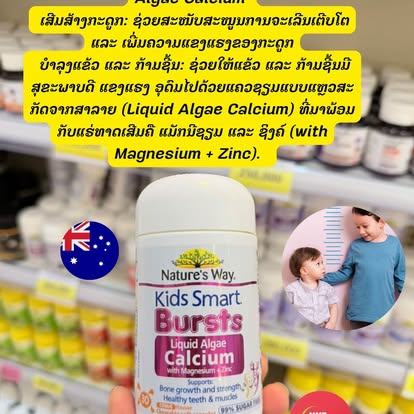 Algae Calcium
ເສີມສ້າງກະດູກ: ຊ່ວຍສະໜັບສະໜູນການຈະເລີນເຕີບໂຕ
ແລະ ເພີ່ມຄວາມແຂງແຮງຂອງກະດູກ
ບຳລຸງແຂ້ວ ແລະ ກ້າມຊີ້ນ: ຊ່ວຍໃຫ້ແຂ້ວ ແລະ ກ້າມຊີ້ນມີ
ສຸຂະພາບດີ ແຂງແຮງ ອຸດົມໄປດ້ວຍແຄວຊຽມແບບແຫຼວສະ
ກັດຈາກສາລາຍ (Liquid Algae Calcium) ທີ່ມາພ້ອມ
ກັບແຮ່ທາດເສີມຄື ແມັກນີຊຽມ ແລະ ຊິງຄ໌ (with
Magnesium + Zinc).
Nature's Way.
Kids Smart
Bursts
Liquid Algae
Calcium
with Magnesium + Zinc
Supports:
Bone growth and strength
Healthy teeth & muscles
99% SUGAR FREE